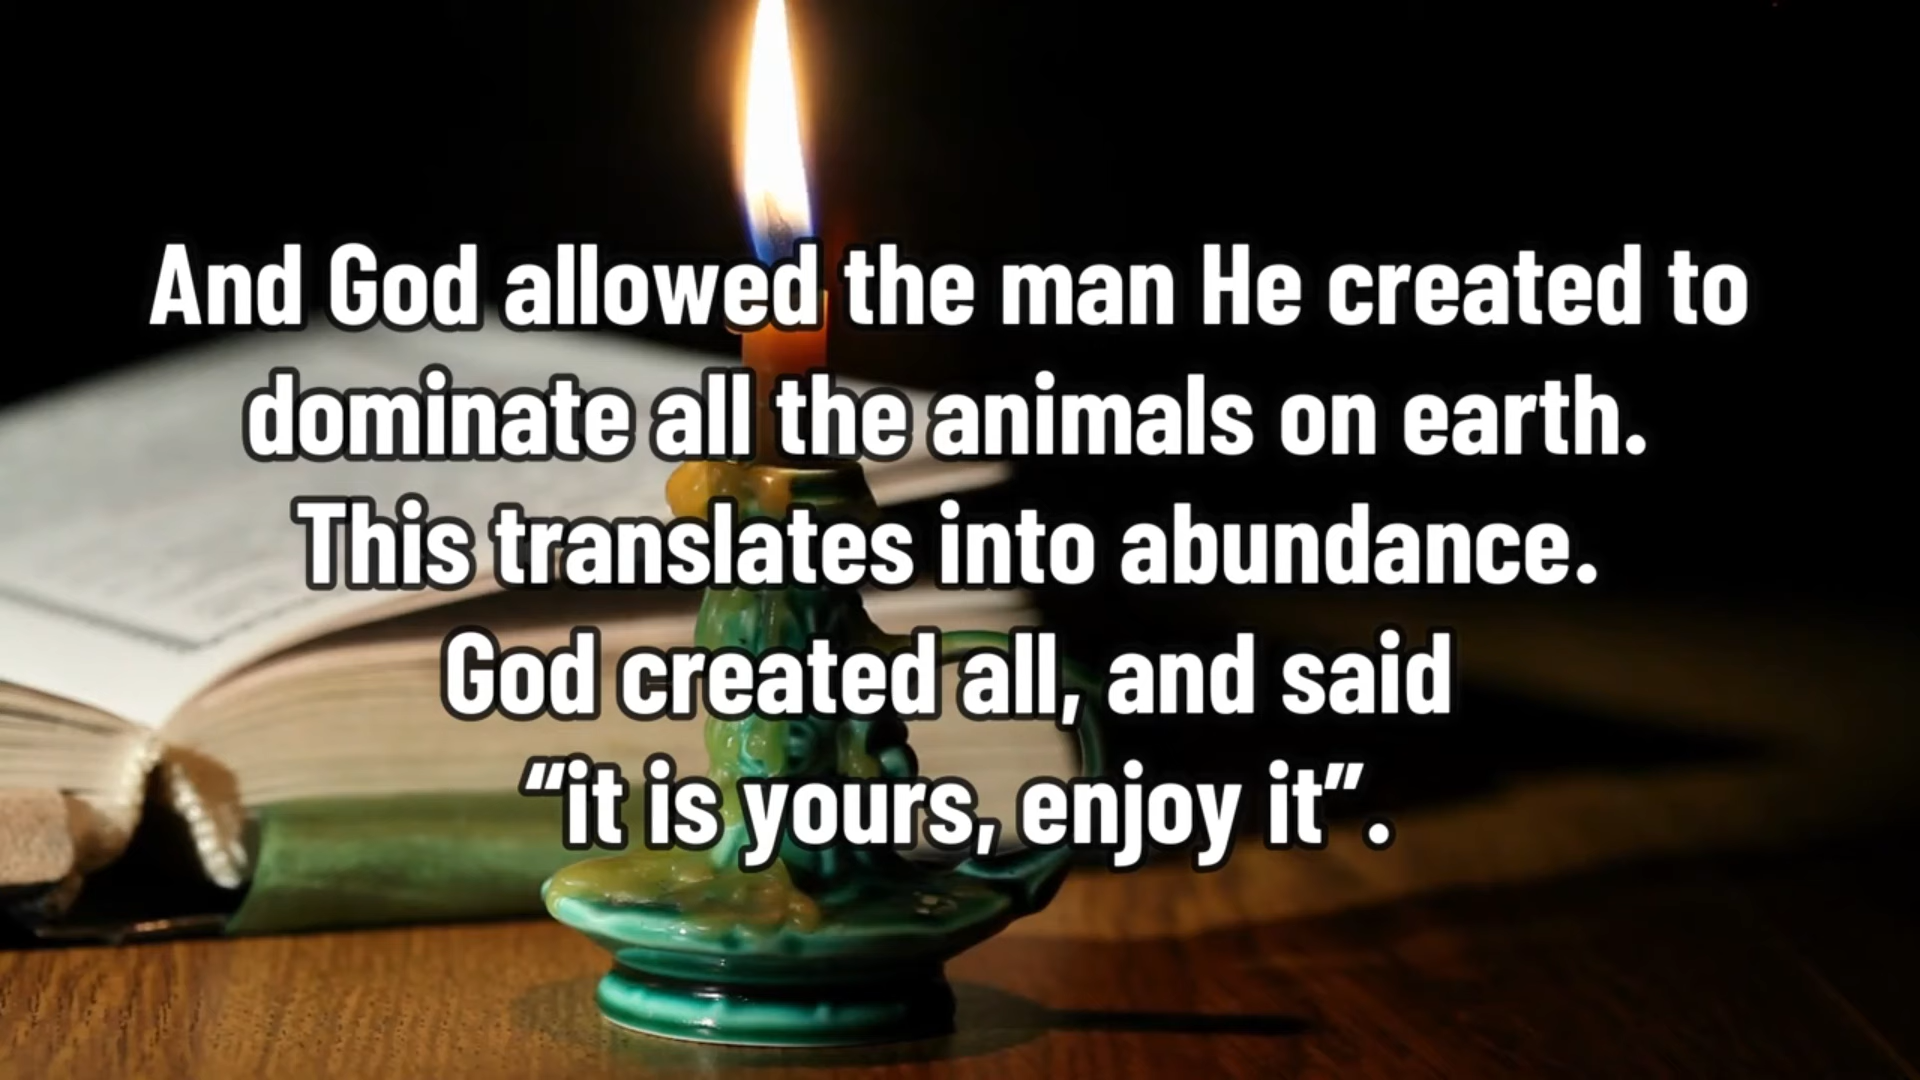 And God allowed the man He created to
dominate all the animals on earth.
This translates into abundance.
God created all, and said
“it is yours, enjoy it”.